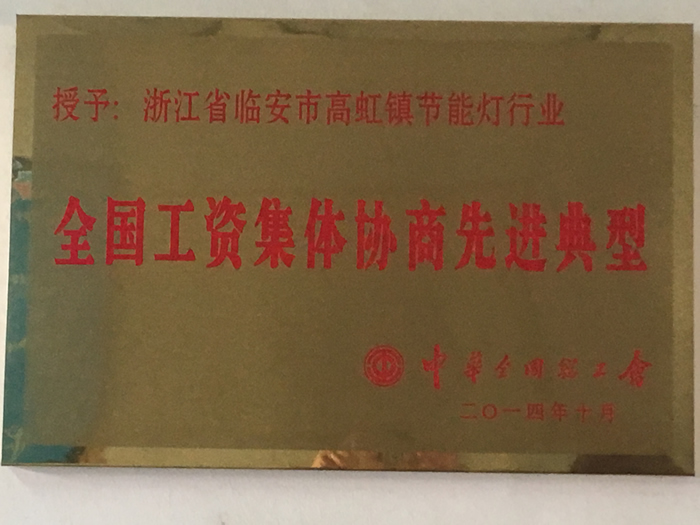 授予：浙江省临安市高虹镇节能灯行业
全国工资集体协商先进典型
中华全国总工会
二〇一四年十月